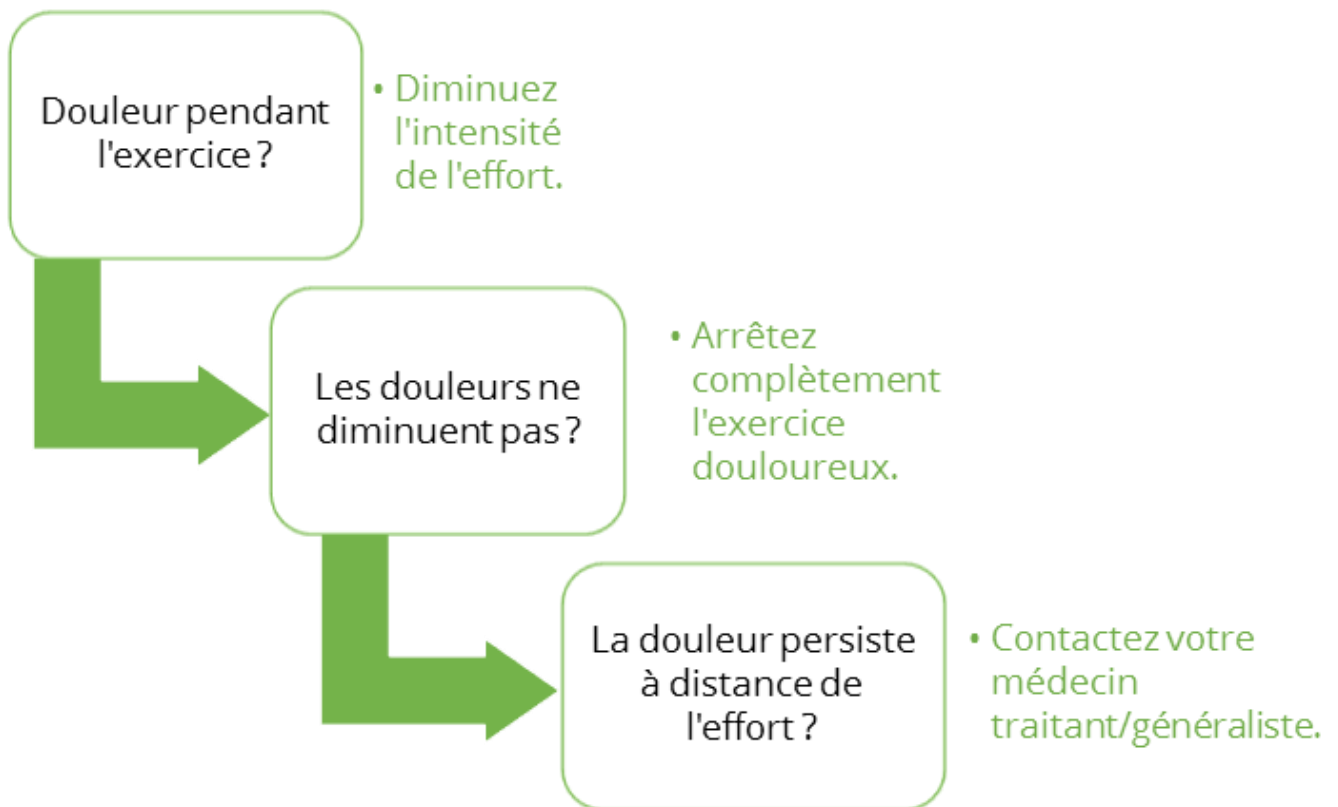 Douleur pendant
l'exercice ?
• Diminuez
l'intensité
de l'effort.
Les douleurs ne
diminuent pas ?
• Arrêtez
complètement
l'exercice
douloureux.
La douleur persiste
à distance de
l'effort ?
• Contactez votre
médecin
traitant/généraliste.